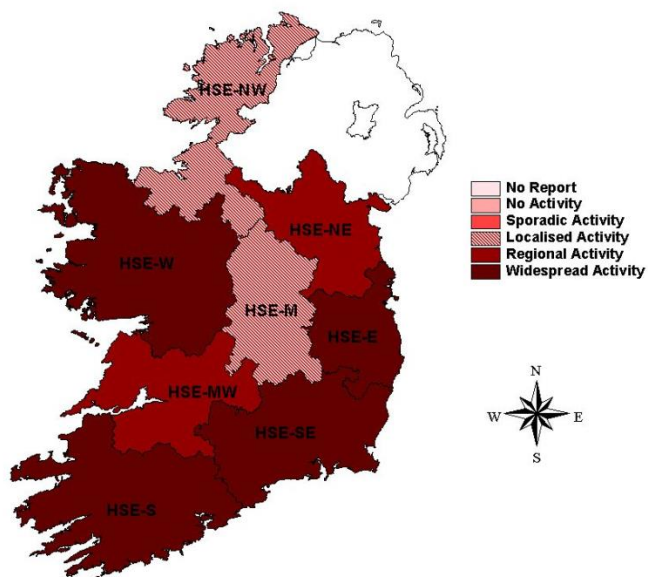 HSE-NW
No Report
No Activity
Sporadic Activity
Localised Activity
Regional Activity
Widespread Activity
HSE-NE
HSE-W
HSE-M
HSE-E
HSE-MW
HSE-SE
HSE-S
N
W E
S